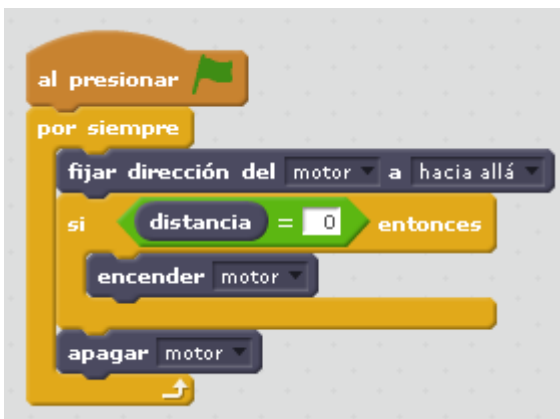 al presionar
por siempre
fijar dirección del motor a hacia allá
si distancia = 0 entonces
encender motor
apagar motor